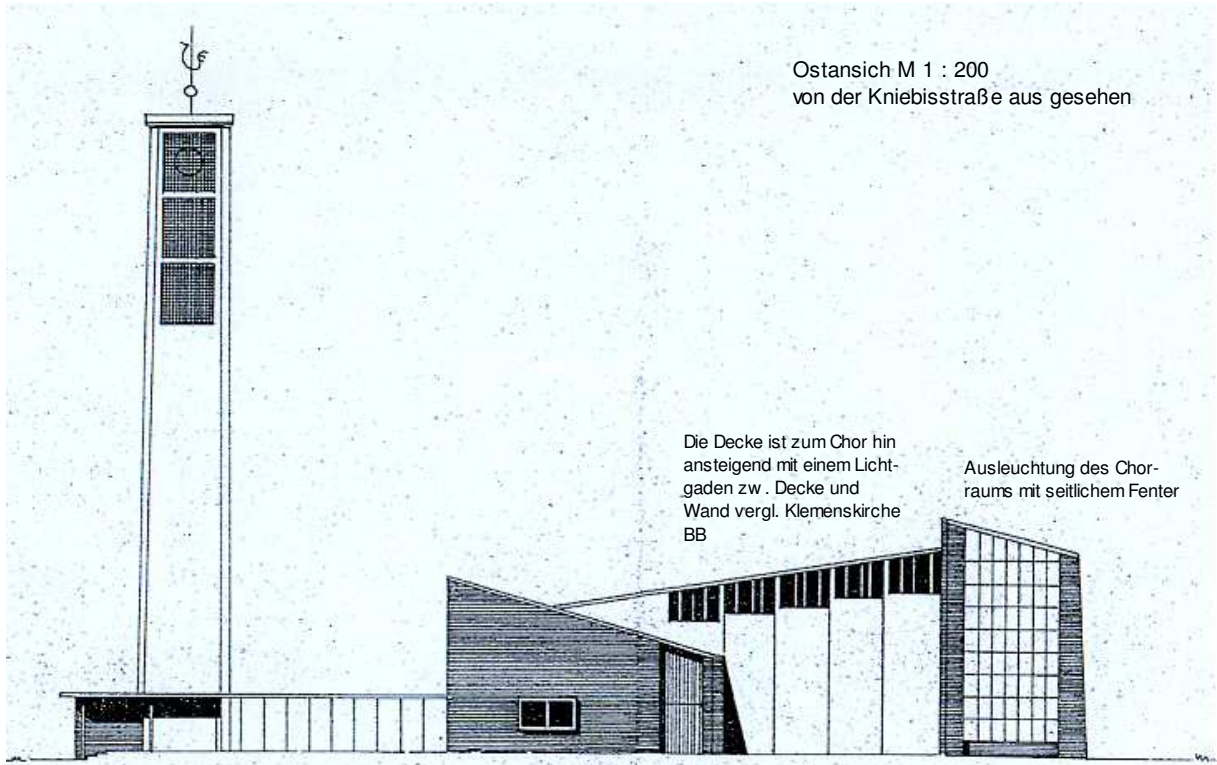 Ostansich M 1 : 200
von der Kniebisstraße aus gesehen
Die Decke ist zum Chor hin
ansteigend mit einem Licht-
gaden zw. Decke und
Wand vergl. Klemenskirche
BB
Ausleuchtung des Chor-
raums mit seitlichem Fenter